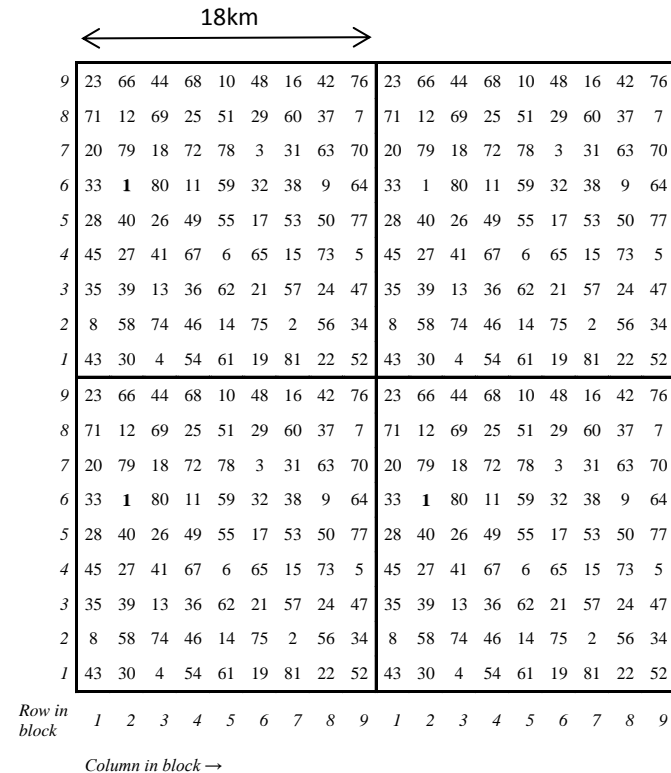 18km
9 23 66 44 68 10 48 16 42 76 23 66 44 68 10 48 16 42 76
8 71 12 69 25 51 29 60 37 7 71 12 69 25 51 29 60 37 7
7 20 79 18 72 78 3 31 63 70 20 79 18 72 78 3 31 63 70
6 33 1 80 11 59 32 38 9 64 33 1 80 11 59 32 38 9 64
5 28 40 26 49 55 17 53 50 77 28 40 26 49 55 17 53 50 77
4 45 27 41 67 6 65 15 73 5 45 27 41 67 6 65 15 73 5
3 35 39 13 36 62 21 57 24 47 35 39 13 36 62 21 57 24 47
2 8 58 74 46 14 75 2 56 34 8 58 74 46 14 75 2 56 34
1 43 30 4 54 61 19 81 22 52 43 30 4 54 61 19 81 22 52
9 23 66 44 68 10 48 16 42 76 23 66 44 68 10 48 16 42 76
8 71 12 69 25 51 29 60 37 7 71 12 69 25 51 29 60 37 7
7 20 79 18 72 78 3 31 63 70 20 79 18 72 78 3 31 63 70
6 33 1 80 11 59 32 38 9 64 33 1 80 11 59 32 38 9 64
5 28 40 26 49 55 17 53 50 77 28 40 26 49 55 17 53 50 77
4 45 27 41 67 6 65 15 73 5 45 27 41 67 6 65 15 73 5
3 35 39 13 36 62 21 57 24 47 35 39 13 36 62 21 57 24 47
2 8 58 74 46 14 75 2 56 34 8 58 74 46 14 75 2 56 34
1 43 30 4 54 61 19 81 22 52 43 30 4 54 61 19 81 22 52
Row in
block 1 2 3 4 5 6 7 8 9 1 2 3 4 5 6 7 8 9
Column in block →